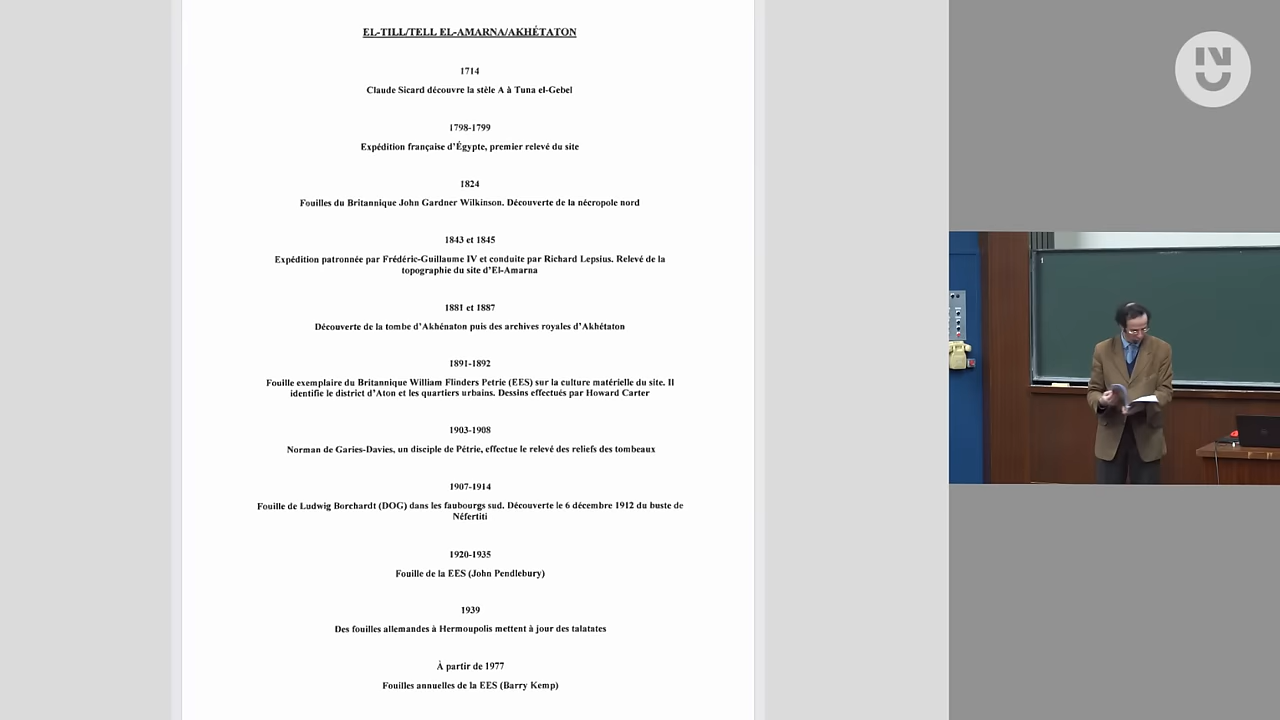 EL-TILL/TELL EL-AMARNA/AKHÉTATON
1714
Claude Sicard découvre la stèle A à Tuna el-Gebel
1798-1799
Expédition française d'Égypte, premier relevé du site
1824
Fouilles du Britannique John Gardner Wilkinson. Découverte de la nécropole nord
1843 et 1845
Expédition patronnée par Frédéric-Guillaume IV et conduite par Richard Lepsius. Relevé de la
topographie du site d'El-Amarna
1881 et 1887
Découverte de la tombe d'Akhénaton puis des archives royales d'Akhétaton
1891-1892
Fouille exemplaire du Britannique William Flinders Petrie (EES) sur la culture matérielle du site. Il
identifie le district d'Aton et les quartiers urbains. Dessins effectués par Howard Carter
1903-1908
Norman de Garies-Davies, un disciple de Pétrie, effectue le relevé des reliefs des tombeaux
1907-1914
Fouille de Ludwig Borchardt (DOG) dans les faubourgs sud. Découverte le 6 décembre 1912 du buste de
Néfertiti
1920-1935
Fouille de la EES (John Pendlebury)
1939
Des fouilles allemandes à Hermoupolis mettent à jour des talatates
À partir de 1977
Fouilles annuelles de la EES (Barry Kemp)